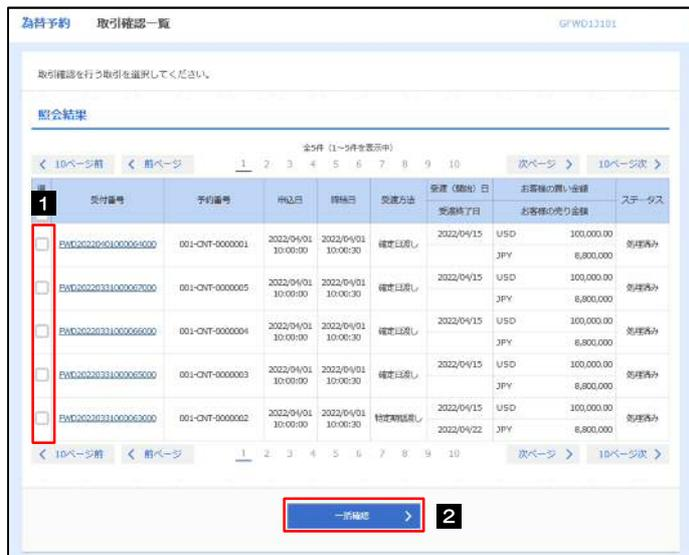 為替予約 取引確認一覧 GFWD13101
取引確認を行う取引を選択してください。
照会結果
全5件（1～5件を表示中）
10ページ前 前ページ 1 2 3 4 5 6 7 8 9 10 次ページ 10ページ次
1 受付番号 予約番号 申込日 締結日 受渡方法 受渡（開始）日 お客様の買い金額 ステータス
受渡終了日 お客様の売り金額
FWD20220401000064000 001-CNT-0000001 2022/04/01 10:00:00 2022/04/01 10:00:30 確定日渡し 2022/04/15 USD 100,000.00 処理済み
JPY 8,800,000
FWD20220331000067000 001-CNT-0000005 2022/04/01 10:00:00 2022/04/01 10:00:30 確定日渡し 2022/04/15 USD 100,000.00 処理済み
JPY 8,800,000
FWD20220331000066000 001-CNT-0000004 2022/04/01 10:00:00 2022/04/01 10:00:30 確定日渡し 2022/04/15 USD 100,000.00 処理済み
JPY 8,800,000
FWD20220331000065000 001-CNT-0000003 2022/04/01 10:00:00 2022/04/01 10:00:30 確定日渡し 2022/04/15 USD 100,000.00 処理済み
JPY 8,800,000
FWD20220331000063000 001-CNT-0000002 2022/04/01 10:00:00 2022/04/01 10:00:30 特定期間渡し 2022/04/15 USD 100,000.00 処理済み
2022/04/22 JPY 8,800,000
10ページ前 前ページ 1 2 3 4 5 6 7 8 9 10 次ページ 10ページ次
一括確認 2